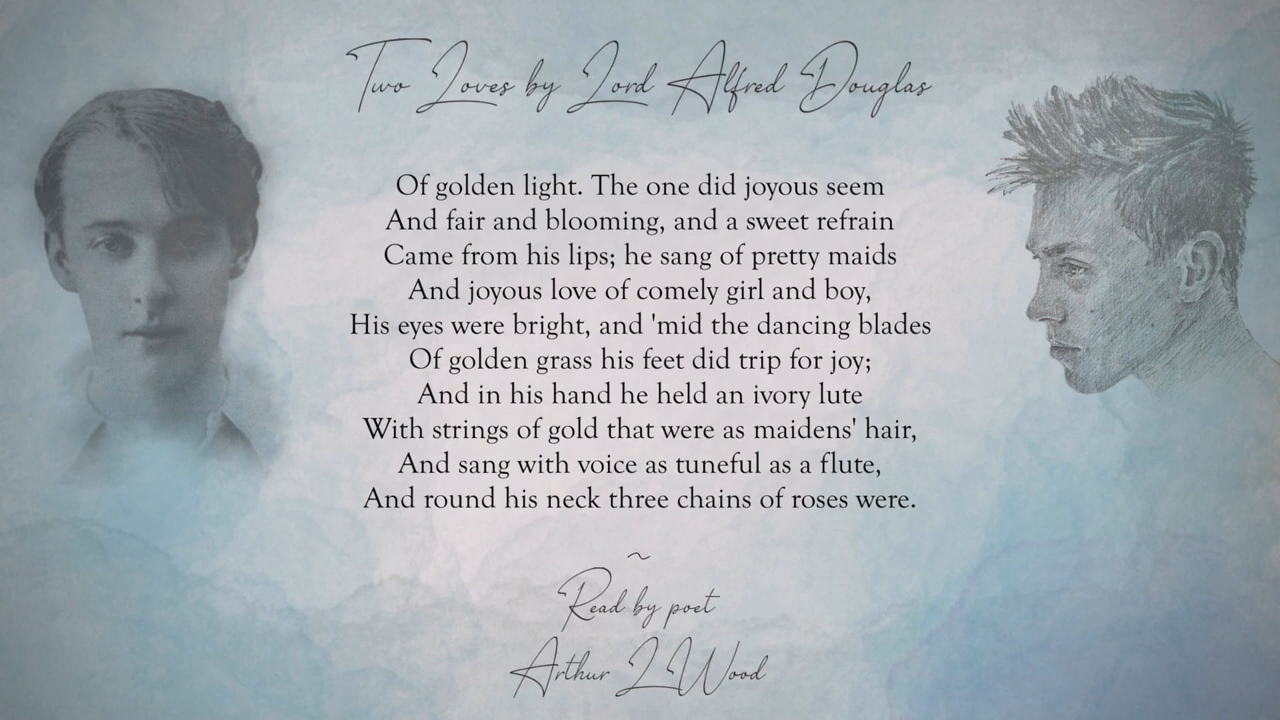 Two Loves by Lord Alfred Douglas
Of golden light. The one did joyous seem
And fair and blooming, and a sweet refrain
Came from his lips; he sang of pretty maids
And joyous love of comely girl and boy,
His eyes were bright, and 'mid the dancing blades
Of golden grass his feet did trip for joy;
And in his hand he held an ivory lute
With strings of gold that were as maidens' hair,
And sang with voice as tuneful as a flute,
And round his neck three chains of roses were.
~
Read by poet
Arthur L Wood